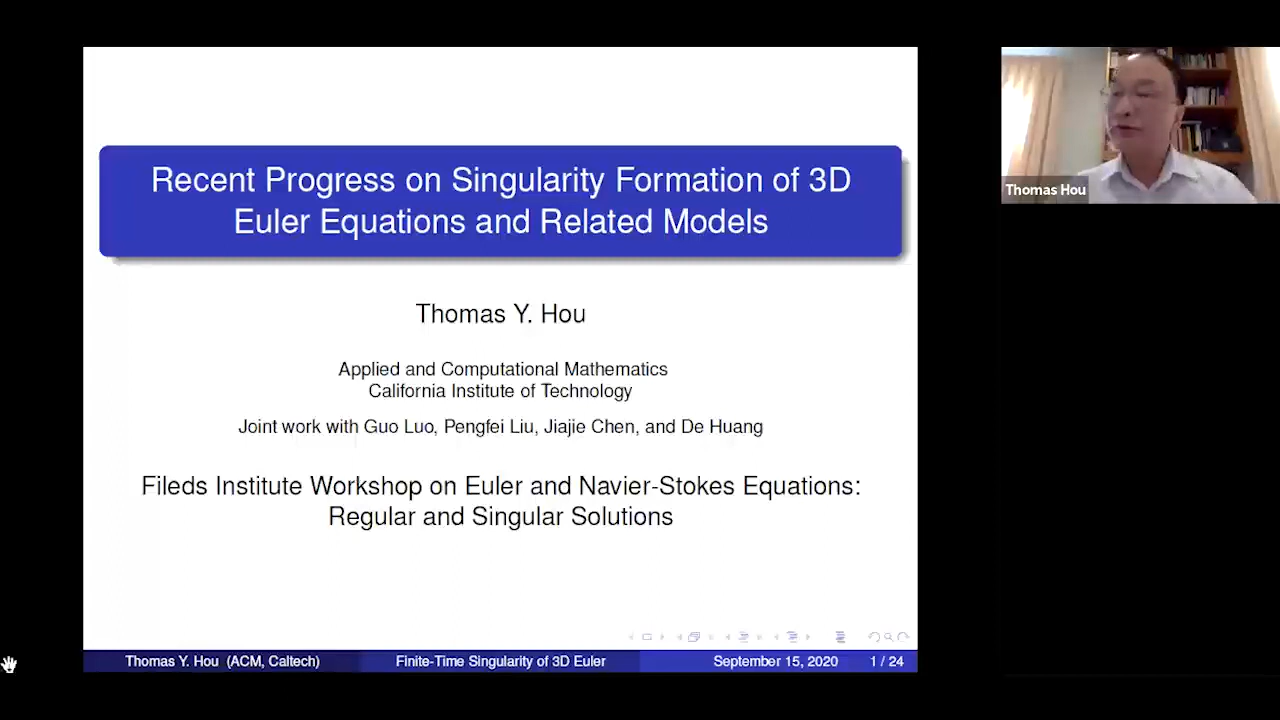 Recent Progress on Singularity Formation of 3D
Euler Equations and Related Models
Thomas Y. Hou
Applied and Computational Mathematics
California Institute of Technology
Joint work with Guo Luo, Pengfei Liu, Jiajie Chen, and De Huang
Fileds Institute Workshop on Euler and Navier-Stokes Equations:
Regular and Singular Solutions
Thomas Y. Hou (ACM, Caltech) Finite-Time Singularity of 3D Euler September 15, 2020 1 / 24
Thomas Hou